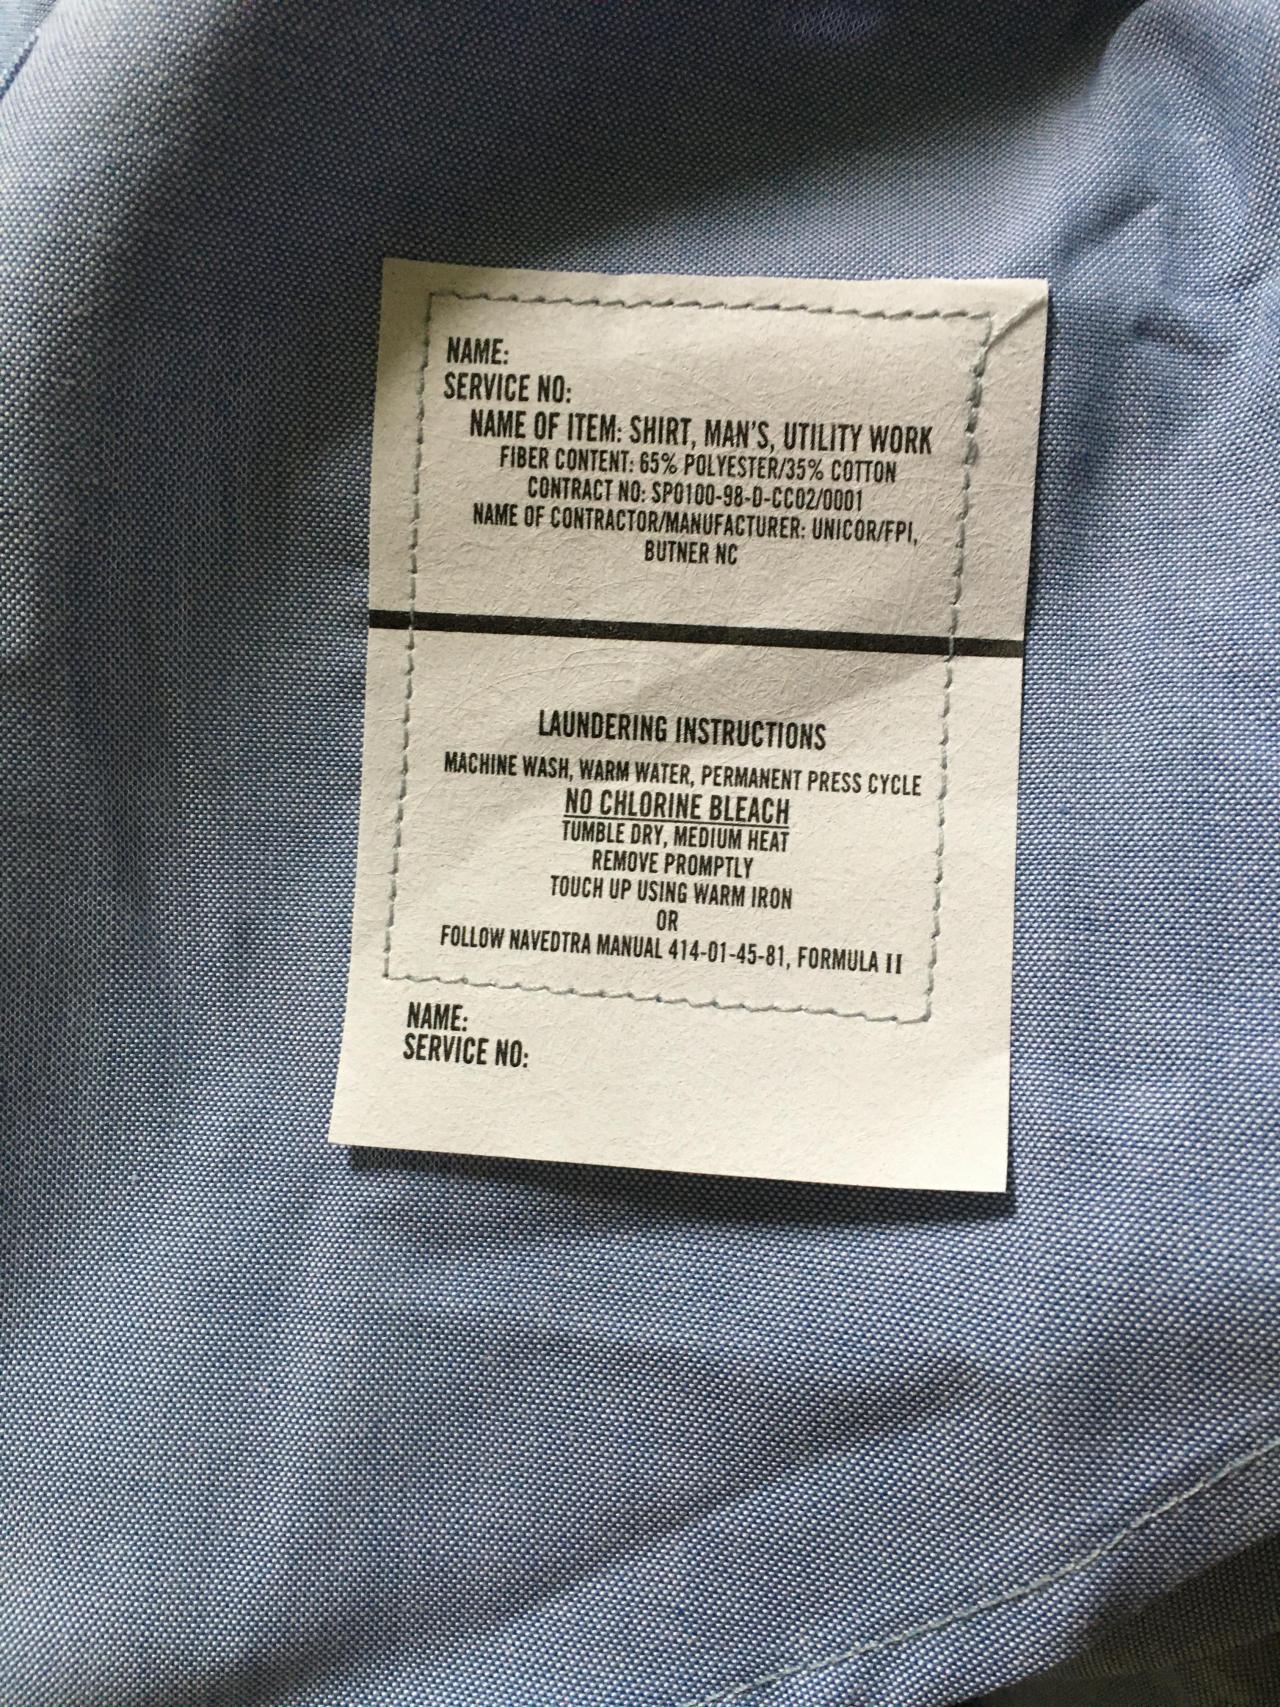 NAME:
SERVICE NO:
NAME OF ITEM: SHIRT, MAN'S, UTILITY WORK
FIBER CONTENT: 65% POLYESTER/35% COTTON
CONTRACT NO: SP0100-98-D-CC02/0001
NAME OF CONTRACTOR/MANUFACTURER: UNICOR/FPI,
BUTNER NC
LAUNDERING INSTRUCTIONS
MACHINE WASH, WARM WATER, PERMANENT PRESS CYCLE
NO CHLORINE BLEACH
TUMBLE DRY, MEDIUM HEAT
REMOVE PROMPTLY
TOUCH UP USING WARM IRON
OR
FOLLOW NAVEDTRA MANUAL 414-01-45-81, FORMULA II
NAME:
SERVICE NO: